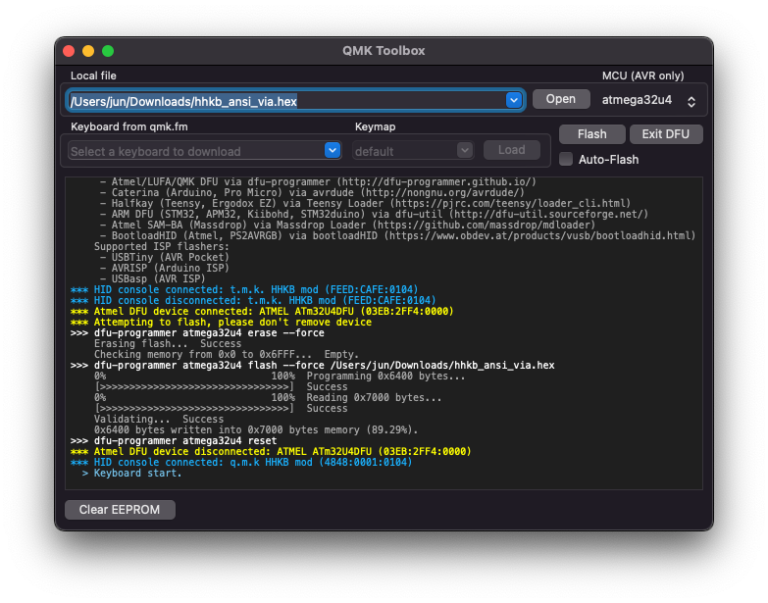 QMK Toolbox
Local file
MCU (AVR only)
/Users/jun/Downloads/hhkb_ansi_via.hex
Open
atmega32u4
Keyboard from qmk.fm
Keymap
Flash
Exit DFU
Select a keyboard to download
default
Load
Auto-Flash
- Atmel/LUFA/QMK DFU via dfu-programmer (http://dfu-programmer.github.io/)
- Caterina (Arduino, Pro Micro) via avrdude (http://nongnu.org/avrdude/)
- Halfkay (Teensy, Ergodox EZ) via Teensy Loader (https://pjrc.com/teensy/loader_cli.html)
- ARM DFU (STM32, APM32, Kiibohd, STM32duino) via dfu-util (http://dfu-util.sourceforge.net/)
- Atmel SAM-BA (Massdrop) via Massdrop Loader (https://github.com/massdrop/mdloader)
- BootloadHID (Atmel, PS2AVRGB) via bootloadHID (https://www.obdev.at/products/vusb/bootloadhid.html)
Supported ISP flashers:
- USBTiny (AVR Pocket)
- AVRISP (Arduino ISP)
- USBasp (AVR ISP)
*** HID console connected: t.m.k. HHKB mod (FEED:CAFE:0104)
*** HID console disconnected: t.m.k. HHKB mod (FEED:CAFE:0104)
*** Atmel DFU device connected: ATMEL ATm32U4DFU (03EB:2FF4:0000)
*** Attempting to flash, please don't remove device
>>> dfu-programmer atmega32u4 erase --force
Erasing flash... Success
Checking memory from 0x0 to 0x6FFF... Empty.
>>> dfu-programmer atmega32u4 flash --force /Users/jun/Downloads/hhkb_ansi_via.hex
0% 100% Programming 0x6400 bytes...
[>>>>>>>>>>>>>>>>>>>>>>>>>>>>>>>>] Success
0% 100% Reading 0x7000 bytes...
[>>>>>>>>>>>>>>>>>>>>>>>>>>>>>>>>] Success
Validating... Success
0x6400 bytes written into 0x7000 bytes memory (89.29%).
>>> dfu-programmer atmega32u4 reset
*** Atmel DFU device disconnected: ATMEL ATm32U4DFU (03EB:2FF4:0000)
*** HID console connected: q.m.k HHKB mod (4848:0001:0104)
> Keyboard start.
Clear EEPROM